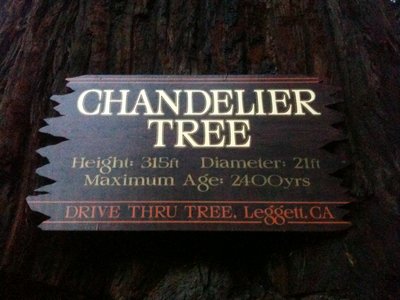 CHANDELIER
TREE
Height: 315ft Diameter: 21ft
Maximum Age: 2400yrs
DRIVE THRU TREE, Leggett, CA